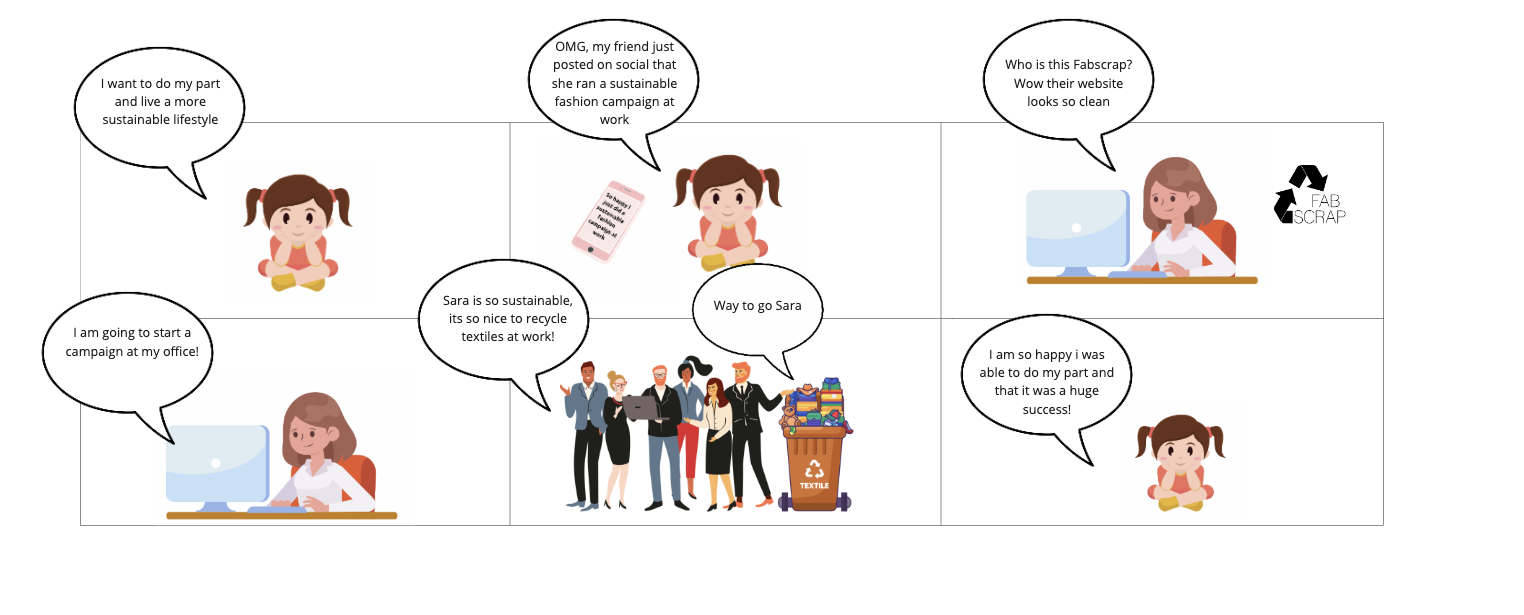 I want to do my part
and live a more
sustainable lifestyle
OMG, my friend just
posted on social that
she ran a sustainable
fashion campaign at
work
So happy I
just did a
sustainable
fashion
campaign at
work
Who is this Fabscrap?
Wow their website
looks so clean
FAB
SCRAP
I am going to start a
campaign at my office!
Sara is so sustainable,
its so nice to recycle
textiles at work!
Way to go Sara
TEXTILE
I am so happy i was
able to do my part and
that it was a huge
success!